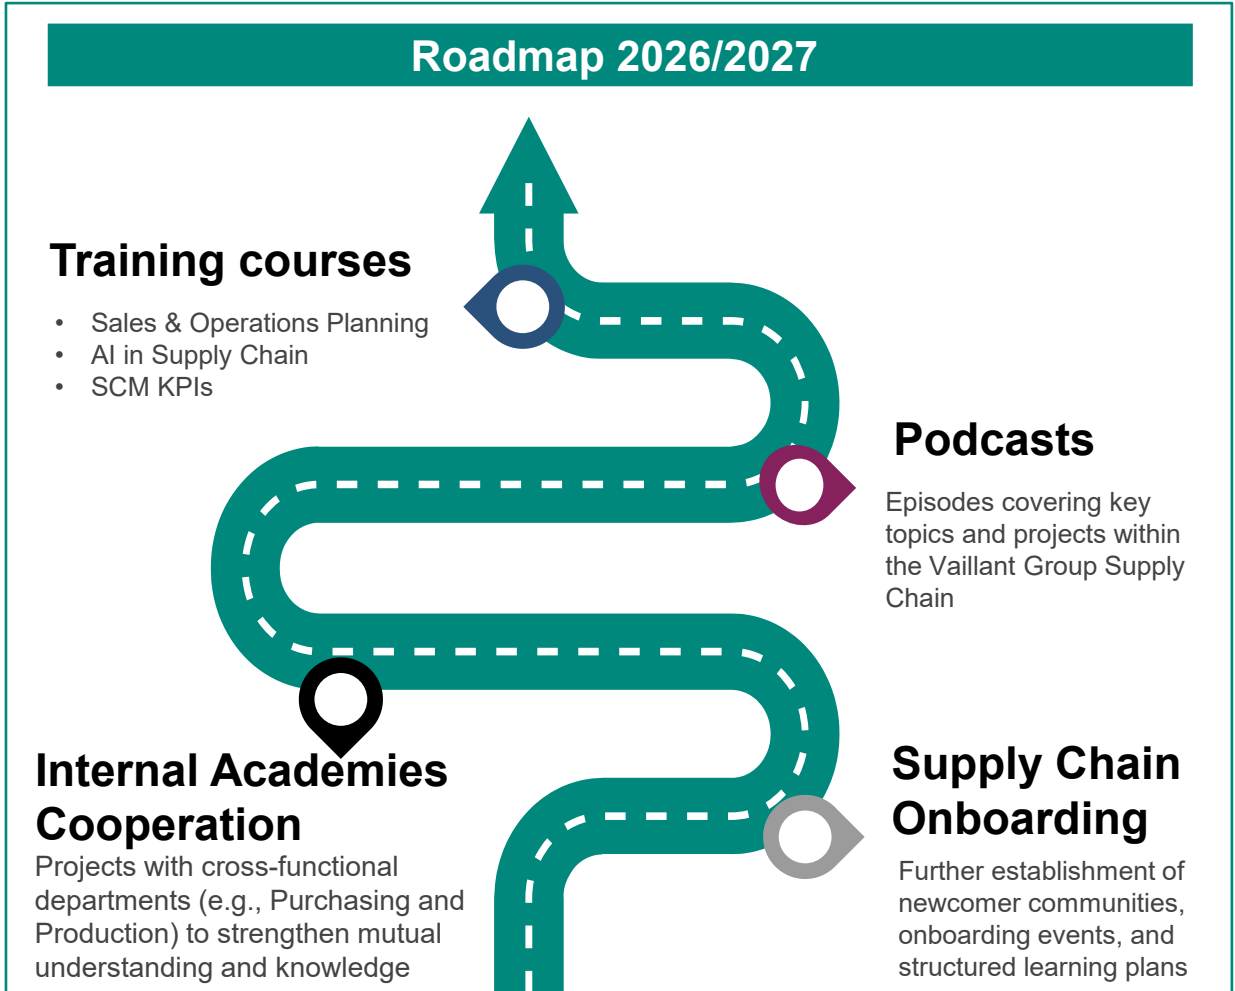 Roadmap 2026/2027
Training courses
• Sales & Operations Planning
• AI in Supply Chain
• SCM KPIs
Podcasts
Episodes covering key
topics and projects within
the Vaillant Group Supply
Chain
Internal Academies
Cooperation
Projects with cross-functional
departments (e.g., Purchasing and
Production) to strengthen mutual
understanding and knowledge
Supply Chain
Onboarding
Further establishment of
newcomer communities,
onboarding events, and
structured learning plans